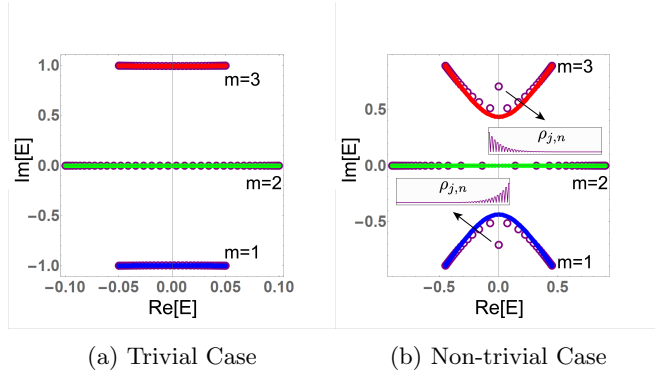 1.0
0.5
0.0
−0.5
−1.0
Im[E]
m=3
m=2
m=1
−0.10 −0.05 0.00 0.05 0.10
Re[E]
0.5
0.0
−0.5
Im[E]
m=3
ρj,n
m=2
ρj,n
m=1
−0.5 0.0 0.5
Re[E]
(a) Trivial Case
(b) Non-trivial Case